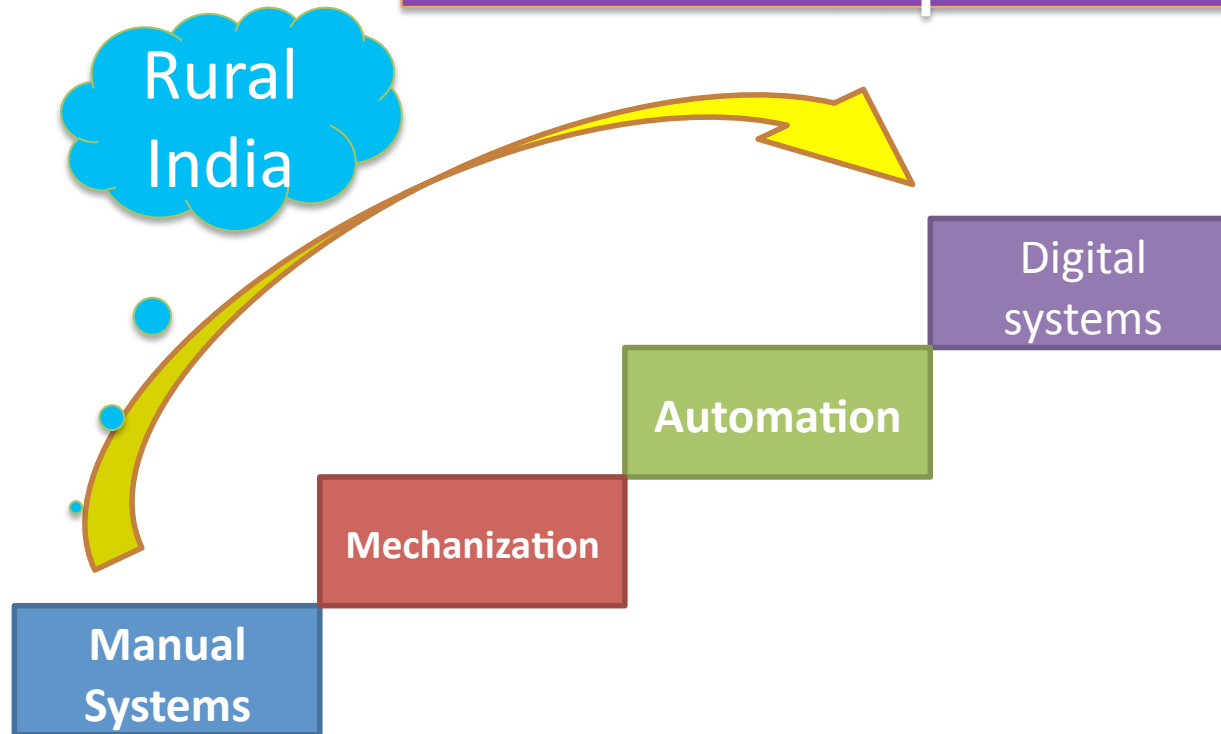 Rural
India
Digital
systems
Automation
Mechanization
Manual
Systems